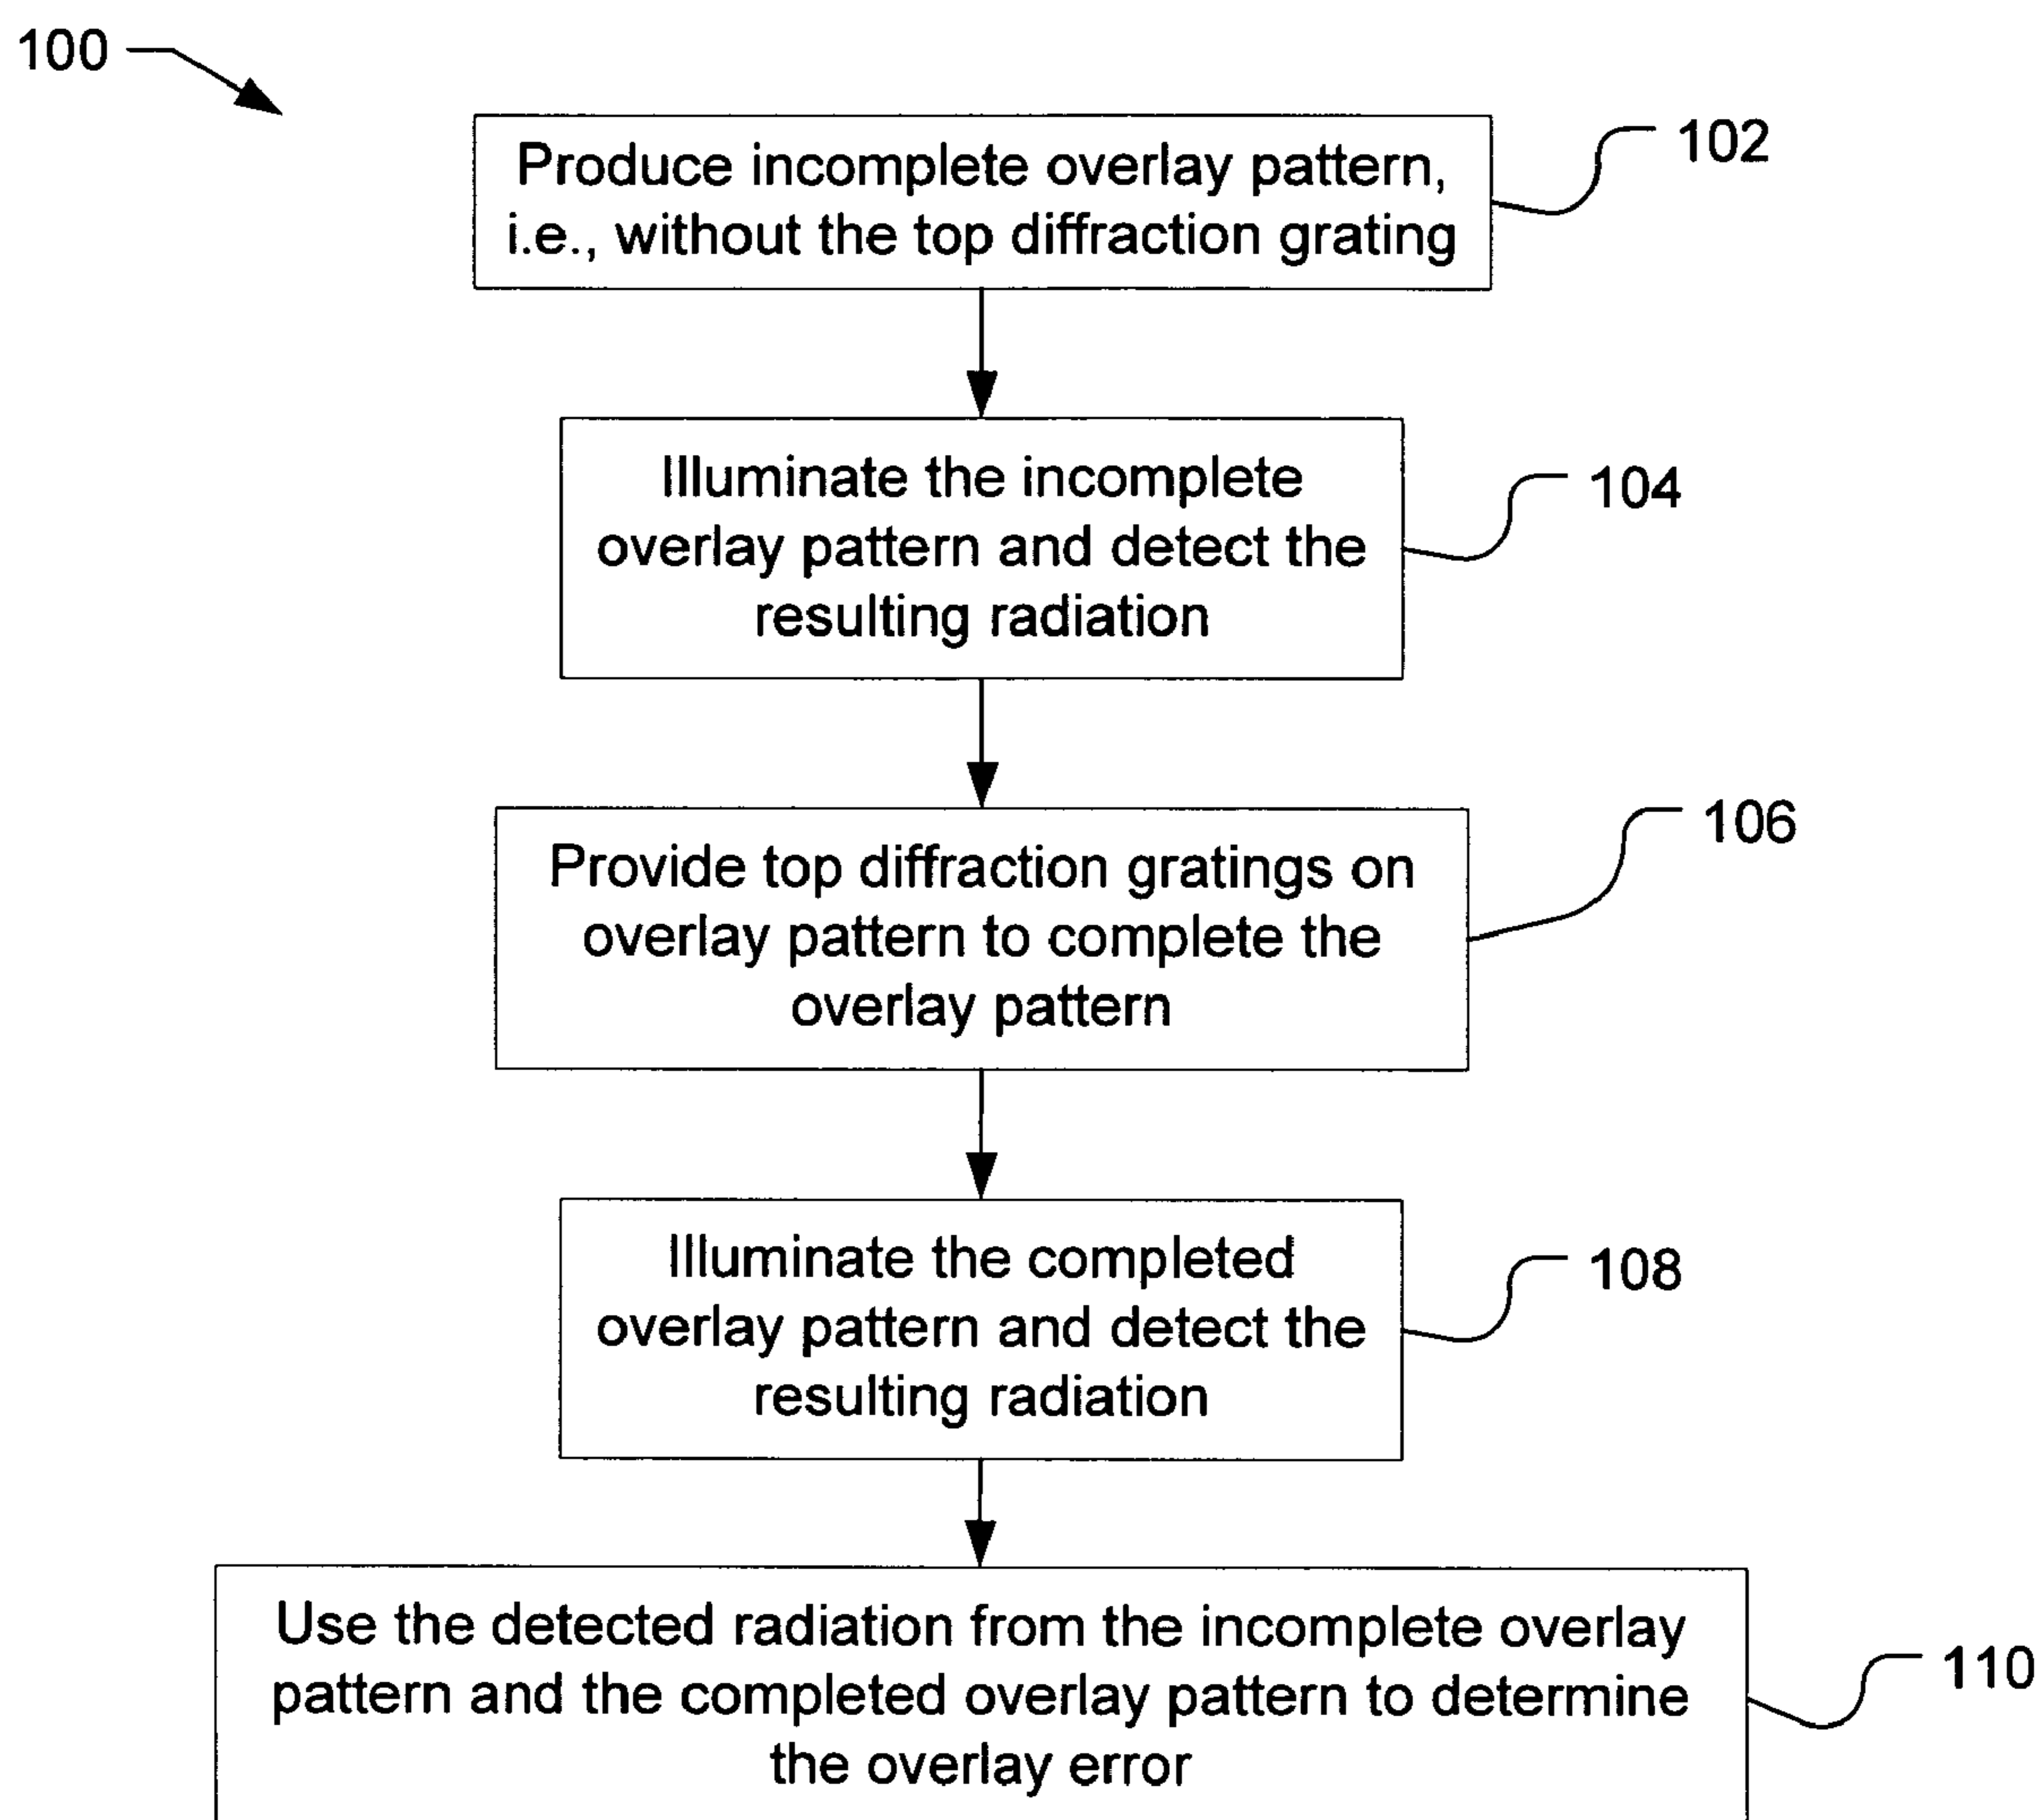 100
Produce incomplete overlay pattern,
i.e., without the top diffraction grating
102
Illuminate the incomplete
overlay pattern and detect the
resulting radiation
104
Provide top diffraction gratings on
overlay pattern to complete the
overlay pattern
106
Illuminate the completed
overlay pattern and detect the
resulting radiation
108
Use the detected radiation from the incomplete overlay
pattern and the completed overlay pattern to determine
the overlay error
110